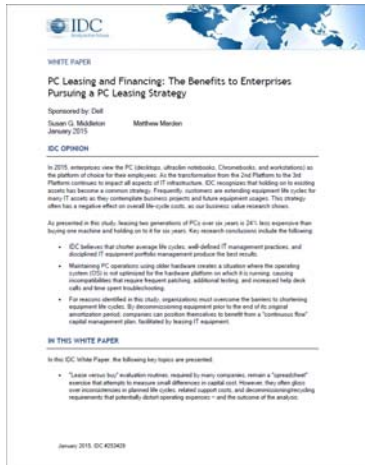 IDC
Analyze the Future
WHITE PAPER
PC Leasing and Financing: The Benefits to Enterprises
Pursuing a PC Leasing Strategy
Sponsored by: Dell
Susan G. Middleton Matthew Marden
January 2015
IDC OPINION
In 2015, enterprises view the PC (desktops, ultraslim notebooks, Chromebooks, and workstations) as
the platform of choice for their employees. As the transformation from the 2nd Platform to the 3rd
Platform continues to impact all aspects of IT infrastructure, IDC recognizes that holding on to existing
assets has become a common strategy. Frequently, customers are extending equipment life cycles for
many IT assets as they contemplate business projects and future equipment usages. This strategy
often has a negative effect on overall life-cycle costs, as our business value research shows.
As presented in this study, leasing two generations of PCs over six years is 24% less expensive than
buying one machine and holding on to it for six years. Key research conclusions include the following:
• IDC believes that shorter average life cycles, well-defined IT management practices, and
disciplined IT equipment portfolio management produce the best results.
• Maintaining PC operations using older hardware creates a situation where the operating
system (OS) is not optimized for the hardware platform on which it is running, causing
incompatibilities that require frequent patching, additional testing, and increased help desk
calls and time spent troubleshooting.
• For reasons identified in this study, organizations must overcome the barriers to shortening
equipment life cycles. By decommissioning equipment prior to the end of its original
amortization period, companies can position themselves to benefit from a "continuous flow"
capital management plan, facilitated by leasing IT equipment.
IN THIS WHITE PAPER
In this IDC White Paper, the following key topics are presented:
• "Lease versus buy" evaluation routines, required by many companies, remain a "spreadsheet"
exercise that attempts to measure small differences in capital cost. However, they often gloss
over inconsistencies in planned life cycles, related support costs, and decommissioning/recycling
requirements that potentially distort operating expenses – and the outcome of the analysis.
January 2015, IDC #253429